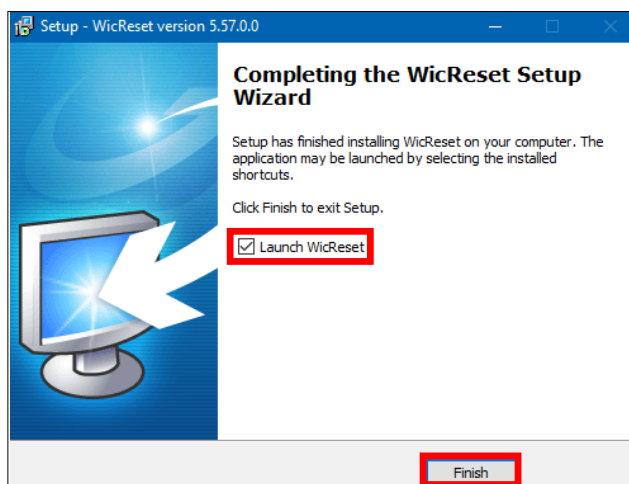 Setup - WicReset version 5.57.0.0
Completing the WicReset Setup
Wizard
Setup has finished installing WicReset on your computer. The
application may be launched by selecting the installed
shortcuts.
Click Finish to exit Setup.
Launch WicReset
Finish